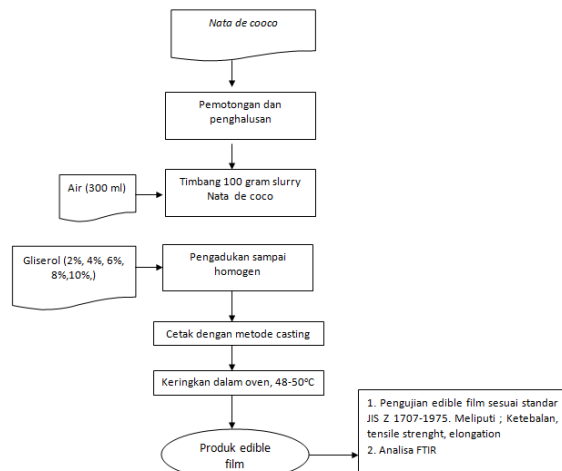 Nata de cooco
Pemotongan dan
penghalusan
Air (300 ml)
Timbang 100 gram slurry
Nata de coco
Gliserol (2%, 4%, 6%,
8%,10%,)
Pengadukan sampai
homogen
Cetak dengan metode casting
Keringkan dalam oven, 48-50°C
Produk edible
film
1. Pengujian edible film sesuai standar
JIS Z 1707-1975. Meliputi ; Ketebalan,
tensile strenght, elongation
2. Analisa FTIR